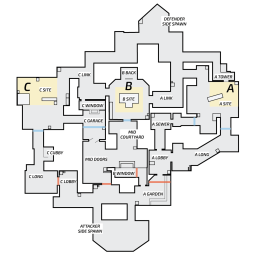 DEFENDER
SIDE SPAWN
C LINK
B BACK
A TOWER
C
B
A
C SITE
B SITE
A LINK
A SITE
C WINDOW
C GARAGE
MID
COURTYARD
A SEWER
C CUBBY
MID DOORS
A LOBBY
A LONG
C LONG
C LOBBY
B WINDOW
A GARDEN
ATTACKER
SIDE SPAWN